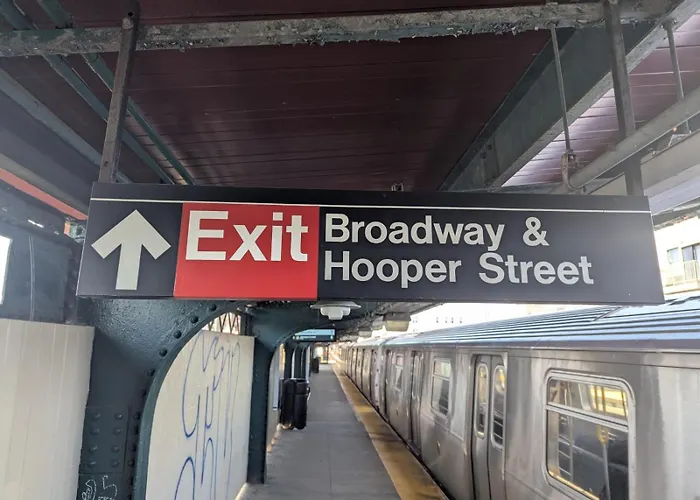 Exit
Broadway &
Hooper Street